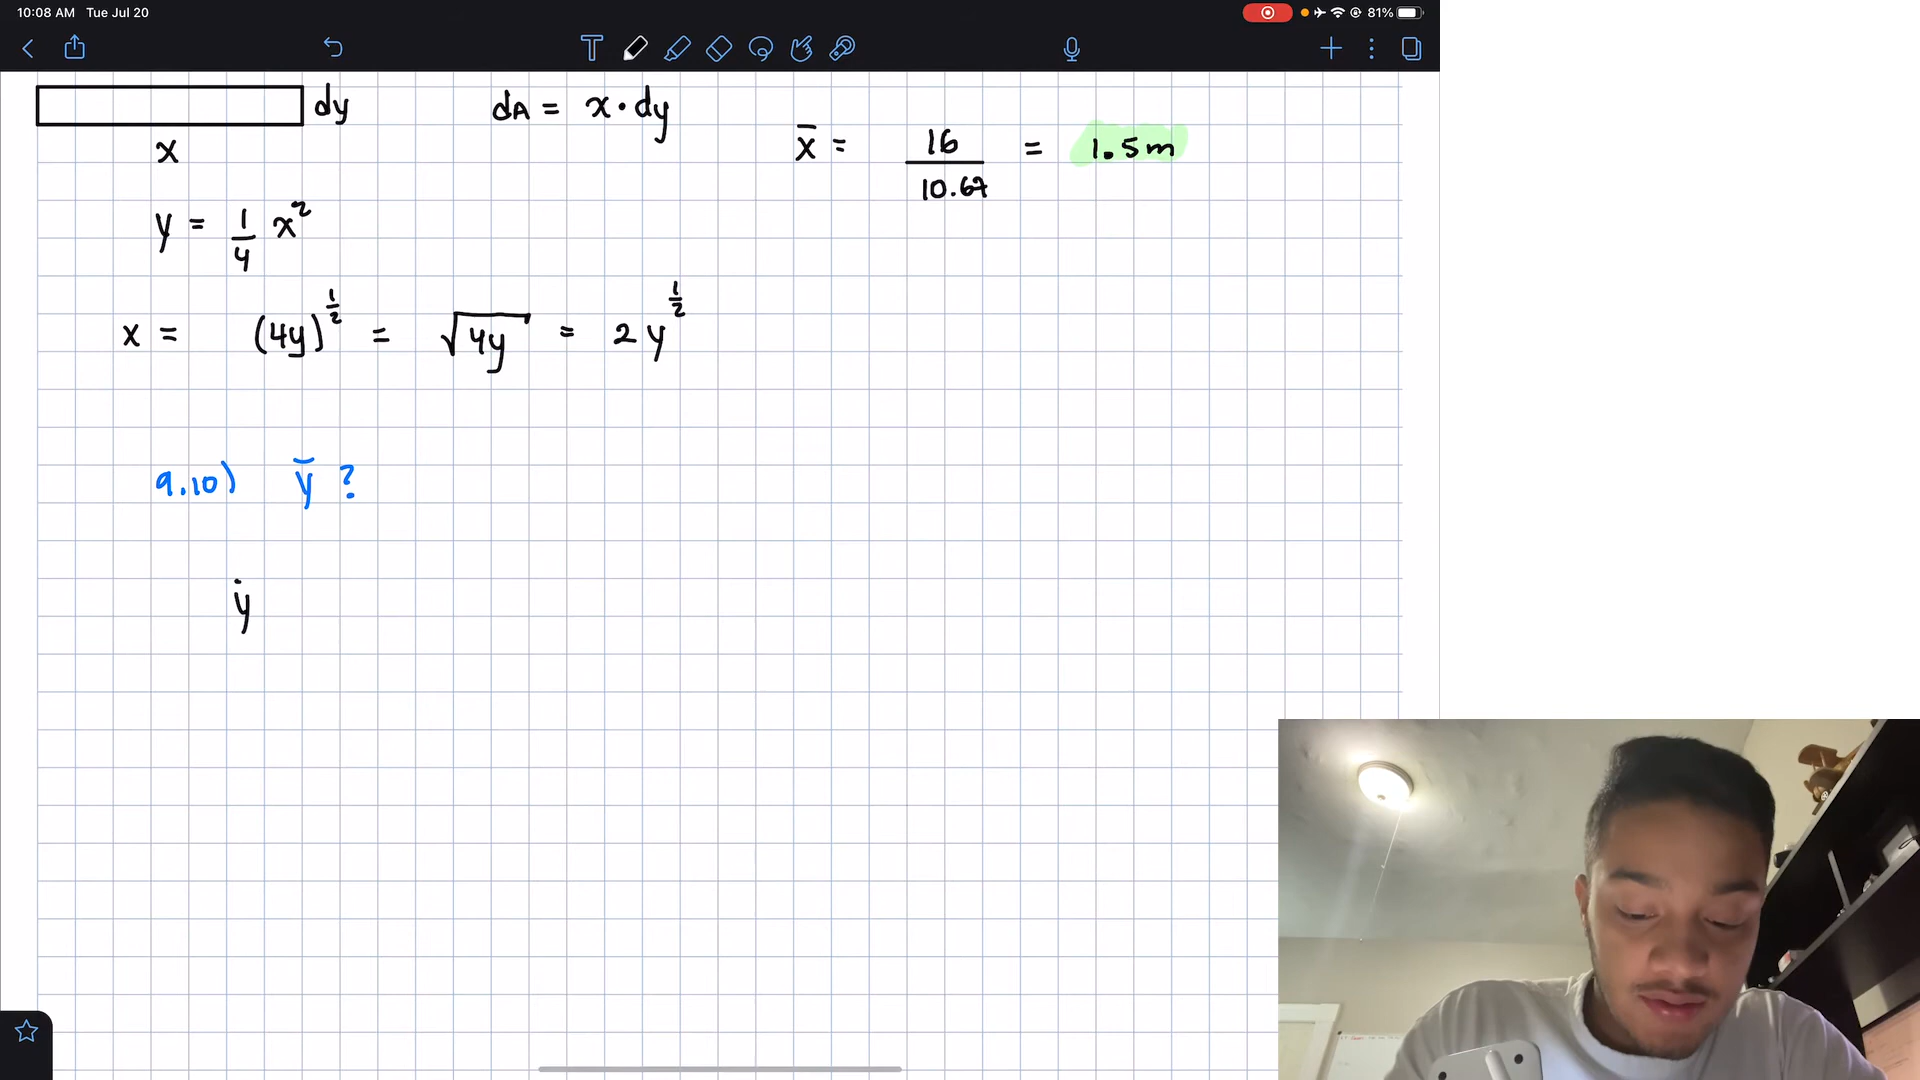 10:08 AM Tue Jul 20
81%
dy
x
dA = x · dy
x̄ = 16/10.67 = 1.5m
y = 1/4 x²
x = (4y)^1/2 = √4y = 2y^1/2
9.10) ȳ ?
ẏ